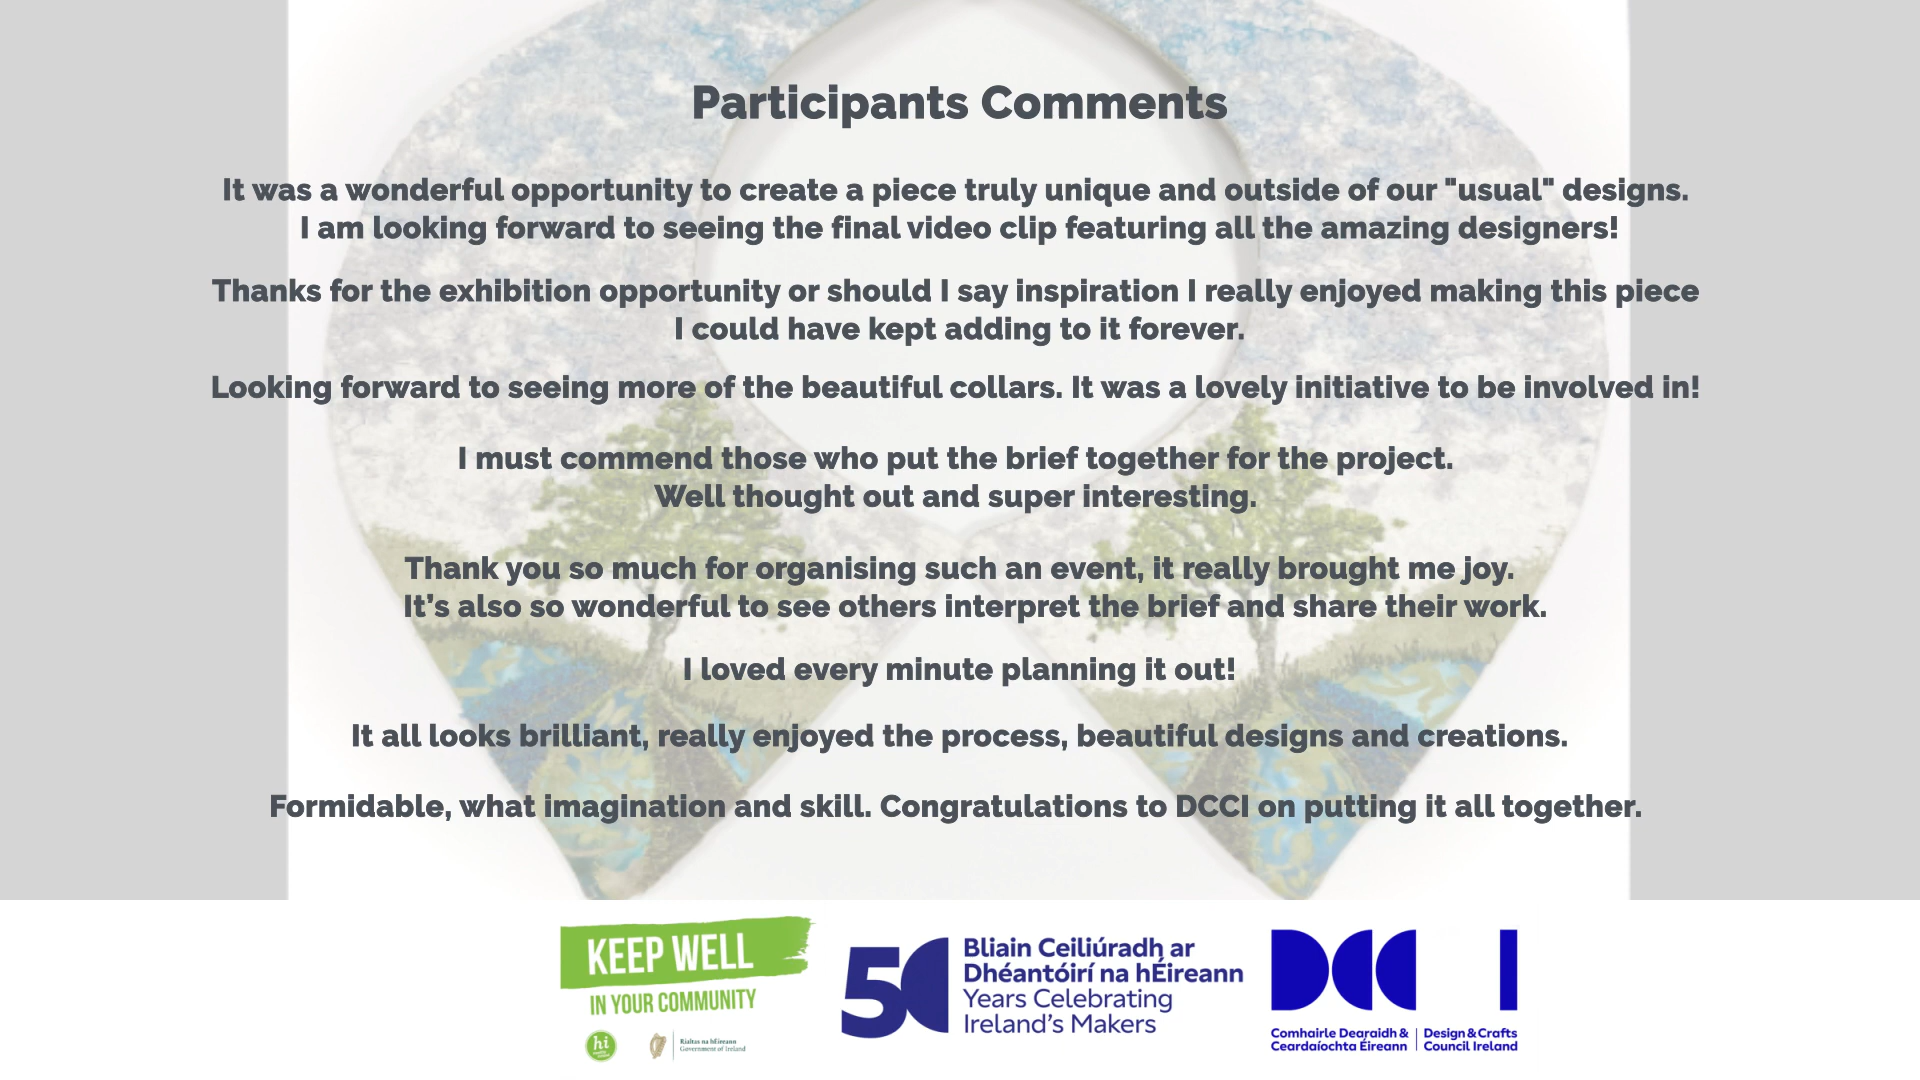 Participants Comments
It was a wonderful opportunity to create a piece truly unique and outside of our "usual" designs.
I am looking forward to seeing the final video clip featuring all the amazing designers!
Thanks for the exhibition opportunity or should I say inspiration I really enjoyed making this piece
I could have kept adding to it forever.
Looking forward to seeing more of the beautiful collars. It was a lovely initiative to be involved in!
I must commend those who put the brief together for the project.
Well thought out and super interesting.
Thank you so much for organising such an event, it really brought me joy.
It’s also so wonderful to see others interpret the brief and share their work.
I loved every minute planning it out!
It all looks brilliant, really enjoyed the process, beautiful designs and creations.
Formidable, what imagination and skill. Congratulations to DCCI on putting it all together.
KEEP WELL
IN YOUR COMMUNITY
hi
Rialtas na hÉireann
Government of Ireland
50
Bliain Ceiliúradh ar
Dhéantóirí na hÉireann
Years Celebrating
Ireland’s Makers
DCCI
Comhairle Dearaidh &
Ceardaíochta Éireann
Design & Crafts
Council Ireland